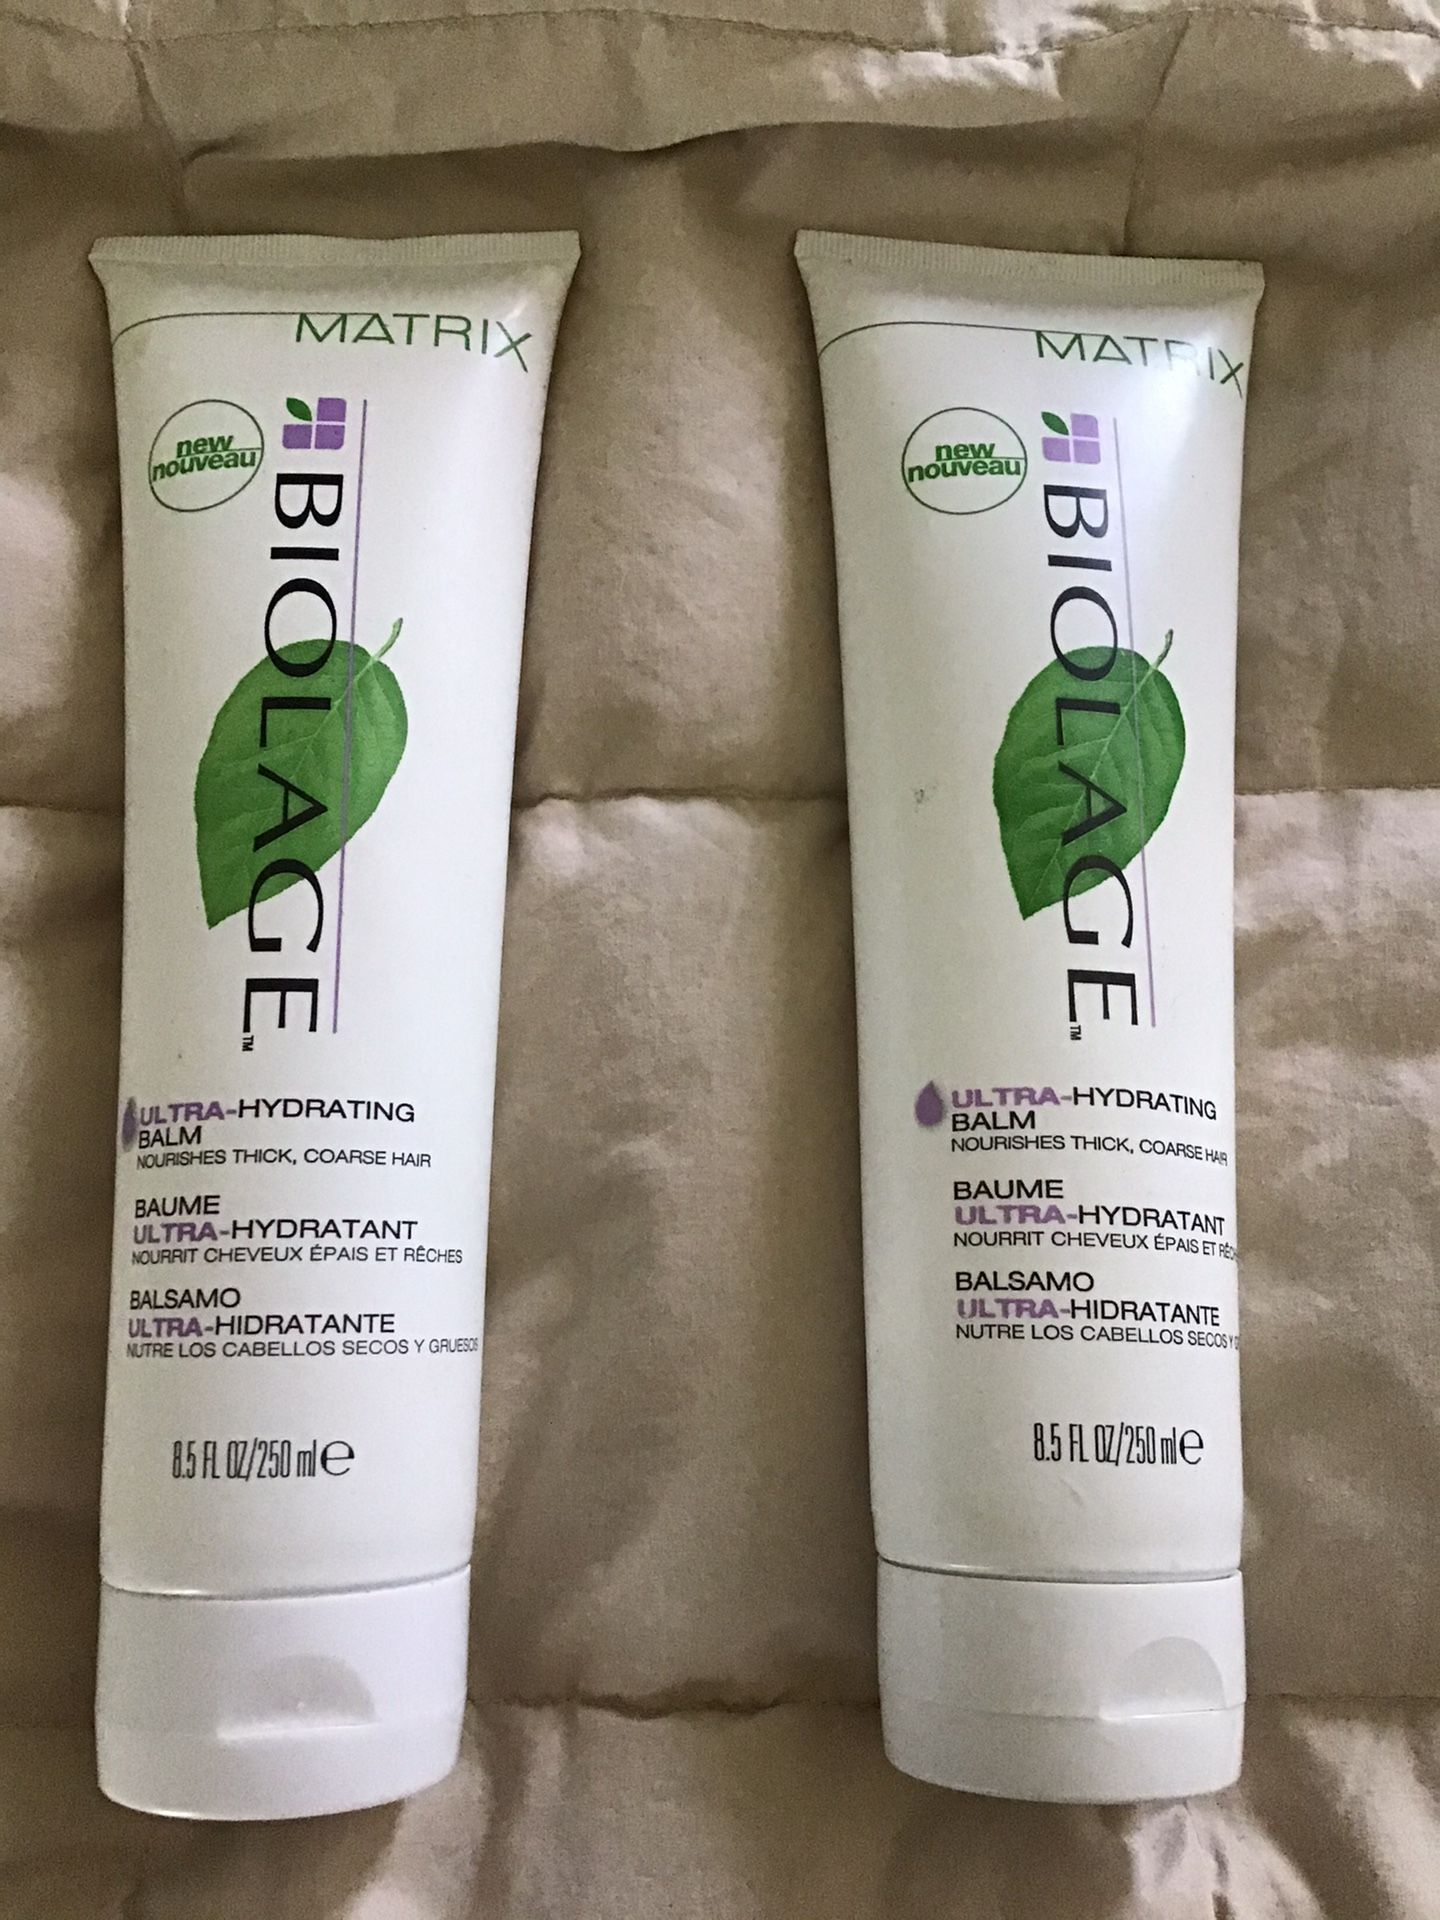 MATRIX
new
nouveau
BIOLAGE™
ULTRA-HYDRATING
BALM
NOURISHES THICK, COARSE HAIR
BAUME
ULTRA-HYDRATANT
NOURRIT CHEVEUX ÉPAIS ET RÊCHES
BALSAMO
ULTRA-HIDRATANTE
NUTRE LOS CABELLOS SECOS Y GRUESOS
8.5 FL OZ/250 ml e
MATRIX
new
nouveau
BIOLAGE™
ULTRA-HYDRATING
BALM
NOURISHES THICK, COARSE HAIR
BAUME
ULTRA-HYDRATANT
NOURRIT CHEVEUX ÉPAIS ET
BALSAMO
ULTRA-HIDRATANTE
NUTRE LOS CABELLOS SECOS Y
8.5 FL OZ/250 ml e